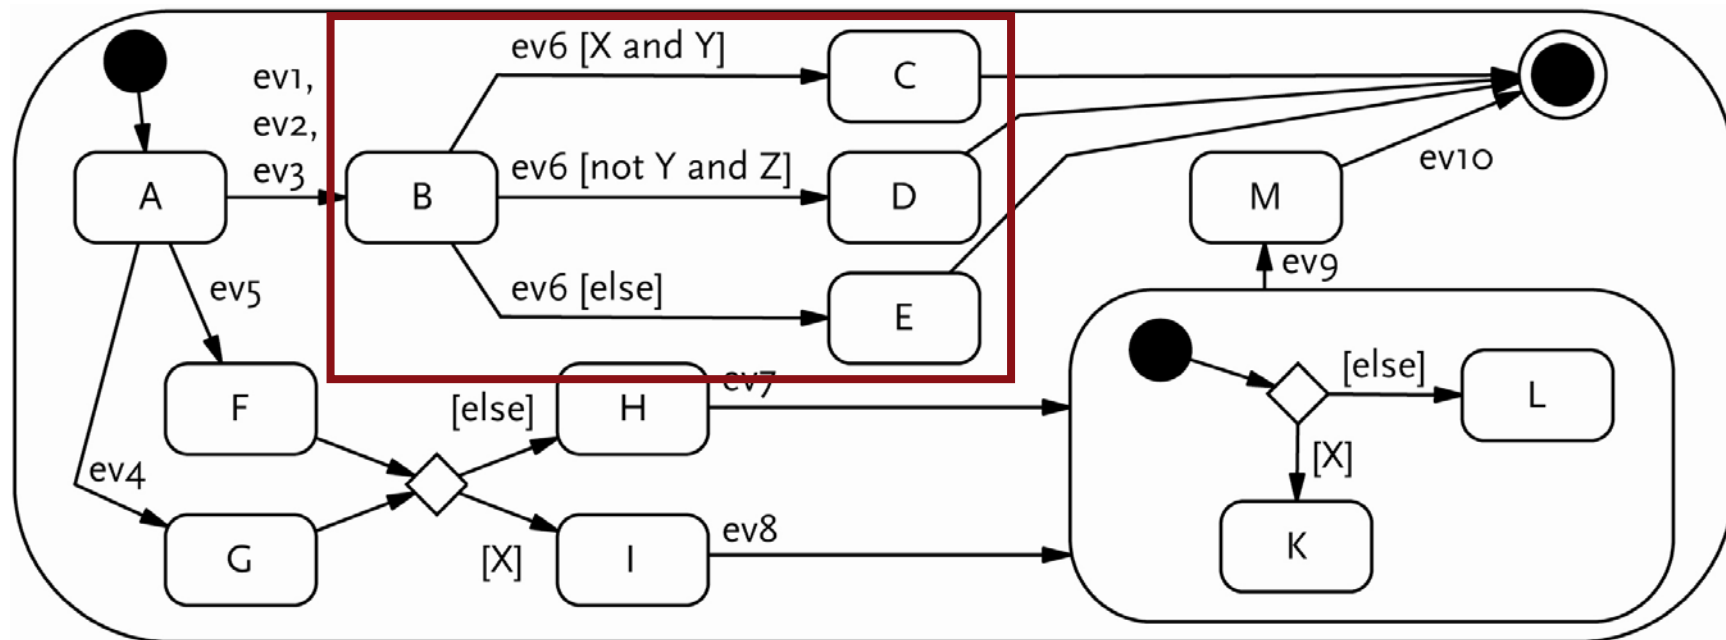 ev1,
ev2,
ev3
ev6 [X and Y]
C
A
B
ev6 [not Y and Z]
D
M
ev10
ev5
ev6 [else]
E
ev9
F
[else]
H
ev7
[else]
L
ev4
[X]
G
[X]
I
ev8
K